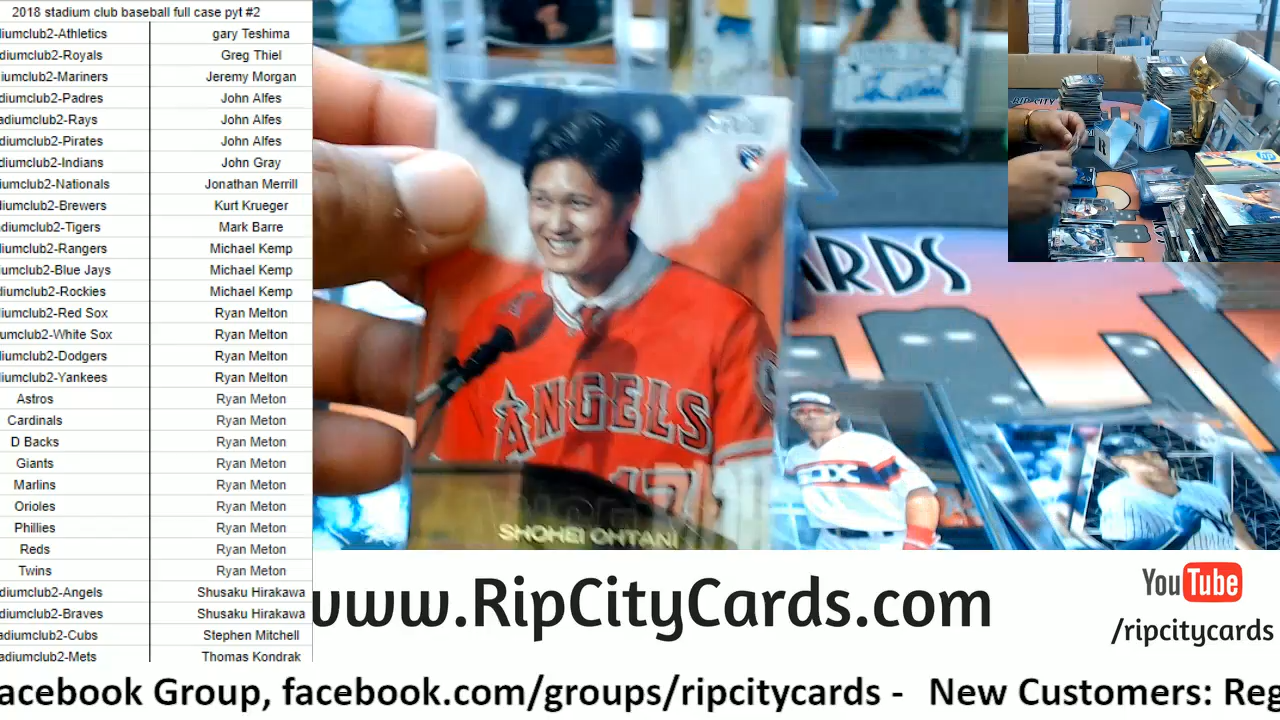 2018 stadium club baseball full case pyt #2
diumclub2-Athletics gary Teshima
diumclub2-Royals Greg Thiel
diumclub2-Mariners Jeremy Morgan
diumclub2-Padres John Alfes
adiumclub2-Rays John Alfes
diumclub2-Pirates John Alfes
diumclub2-Indians John Gray
iumclub2-Nationals Jonathan Merrill
iumclub2-Brewers Kurt Krueger
adiumclub2-Tigers Mark Barre
iumclub2-Rangers Michael Kemp
iumclub2-Blue Jays Michael Kemp
iumclub2-Rockies Michael Kemp
diumclub2-Red Sox Ryan Melton
umclub2-White Sox Ryan Melton
iumclub2-Dodgers Ryan Melton
iumclub2-Yankees Ryan Melton
Astros Ryan Meton
Cardinals Ryan Meton
D Backs Ryan Meton
Giants Ryan Meton
Marlins Ryan Meton
Orioles Ryan Meton
Phillies Ryan Meton
Reds Ryan Meton
Twins Ryan Meton
diumclub2-Angels Shusaku Hirakawa
diumclub2-Braves Shusaku Hirakawa
adiumclub2-Cubs Stephen Mitchell
adiumclub2-Mets Thomas Kondrak
ANGELS
17
SHOHEI OHTANI
ARDS
SOX
www.RipCityCards.com
YouTube
/ripcitycards
acebook Group, facebook.com/groups/ripcitycards - New Customers: Reg